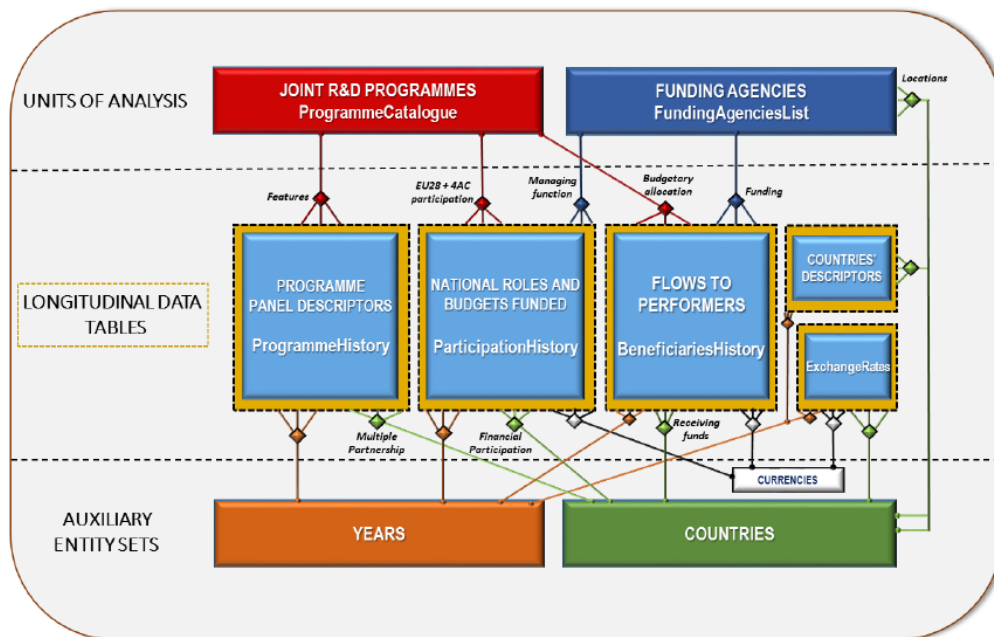 JOINT R&D PROGRAMMES
ProgrammeCatalogue
FUNDING AGENCIES
FundingAgenciesList
Locations
UNITS OF ANALYSIS
Features
EU28 + 4AC
participation
Managing
function
Budgetary
allocation
Funding
LONGITUDINAL DATA
TABLES
PROGRAMME
PANEL DESCRIPTORS
ProgrammeHistory
NATIONAL ROLES AND
BUDGETS FUNDED
ParticipationHistory
FLOWS TO
PERFORMERS
BeneficiariesHistory
COUNTRIES'
DESCRIPTORS
ExchangeRates
Multiple
Partnership
Financial
Participation
Receiving
funds
CURRENCIES
AUXILIARY
ENTITY SETS
YEARS
COUNTRIES